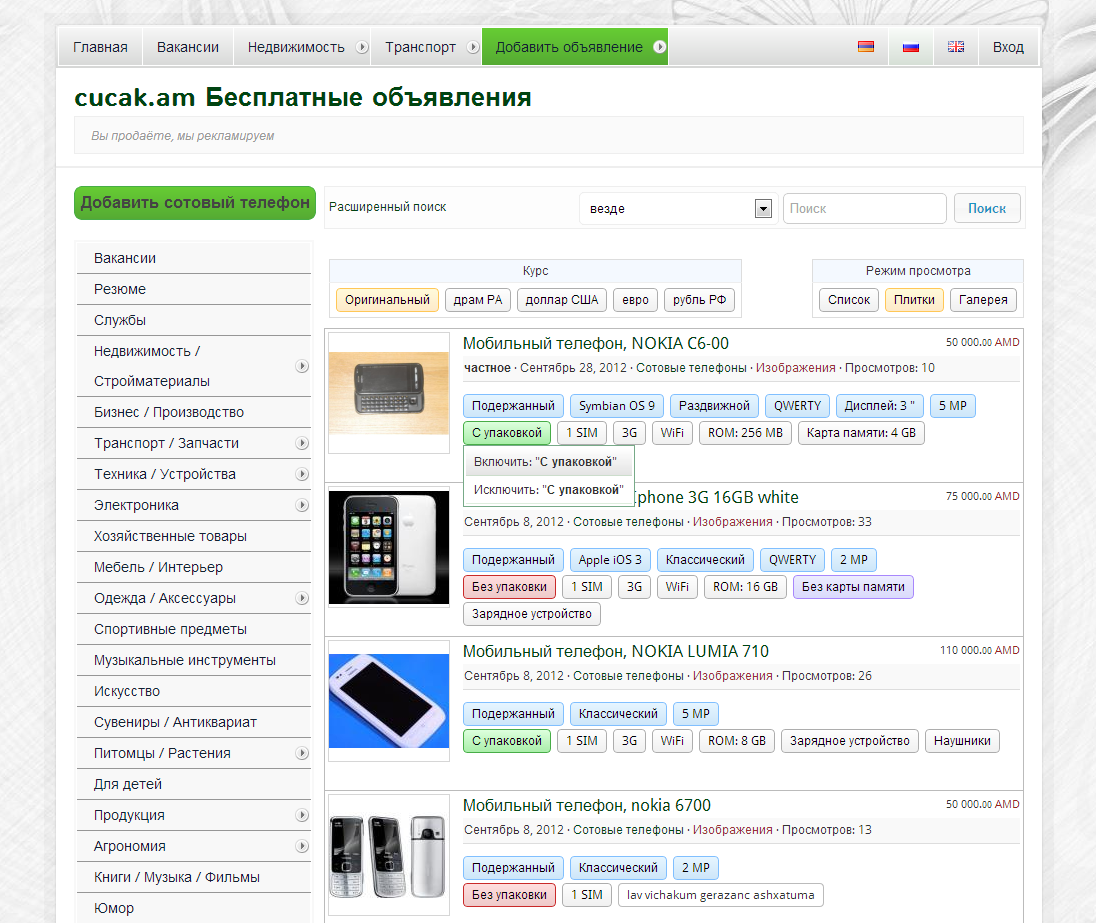 Главная Вакансии Недвижимость Транспорт Добавить объявление Вход
cucak.am Бесплатные объявления
Вы продаёте, мы рекламируем
Добавить сотовый телефон
Расширенный поиск везде Поиск Поиск
Вакансии
Резюме
Службы
Недвижимость /
Стройматериалы
Бизнес / Производство
Транспорт / Запчасти
Техника / Устройства
Электроника
Хозяйственные товары
Мебель / Интерьер
Одежда / Аксессуары
Спортивные предметы
Музыкальные инструменты
Искусство
Сувениры / Антиквариат
Питомцы / Растения
Для детей
Продукция
Агрономия
Книги / Музыка / Фильмы
Юмор
Курс
Оригинальный драм РА доллар США евро рубль РФ
Режим просмотра
Список Плитки Галерея
Мобильный телефон, NOKIA C6-00 50 000.00 AMD
частное · Сентябрь 28, 2012 · Сотовые телефоны · Изображения · Просмотров: 10
Подержанный Symbian OS 9 Раздвижной QWERTY Дисплей: 3 " 5 MP
С упаковкой 1 SIM 3G WiFi ROM: 256 MB Карта памяти: 4 GB
Включить: "С упаковкой"
Исключить: "С упаковкой"
Iphone 3G 16GB white 75 000.00 AMD
Сентябрь 8, 2012 · Сотовые телефоны · Изображения · Просмотров: 33
Подержанный Apple iOS 3 Классический QWERTY 2 MP
Без упаковки 1 SIM 3G WiFi ROM: 16 GB Без карты памяти
Зарядное устройство
Мобильный телефон, NOKIA LUMIA 710 110 000.00 AMD
Сентябрь 8, 2012 · Сотовые телефоны · Изображения · Просмотров: 26
Подержанный Классический 5 MP
С упаковкой 1 SIM 3G WiFi ROM: 8 GB Зарядное устройство Наушники
Мобильный телефон, nokia 6700 50 000.00 AMD
Сентябрь 8, 2012 · Сотовые телефоны · Изображения · Просмотров: 13
Подержанный Классический 2 MP
Без упаковки 1 SIM lav vichakum gerazanc ashxatuma